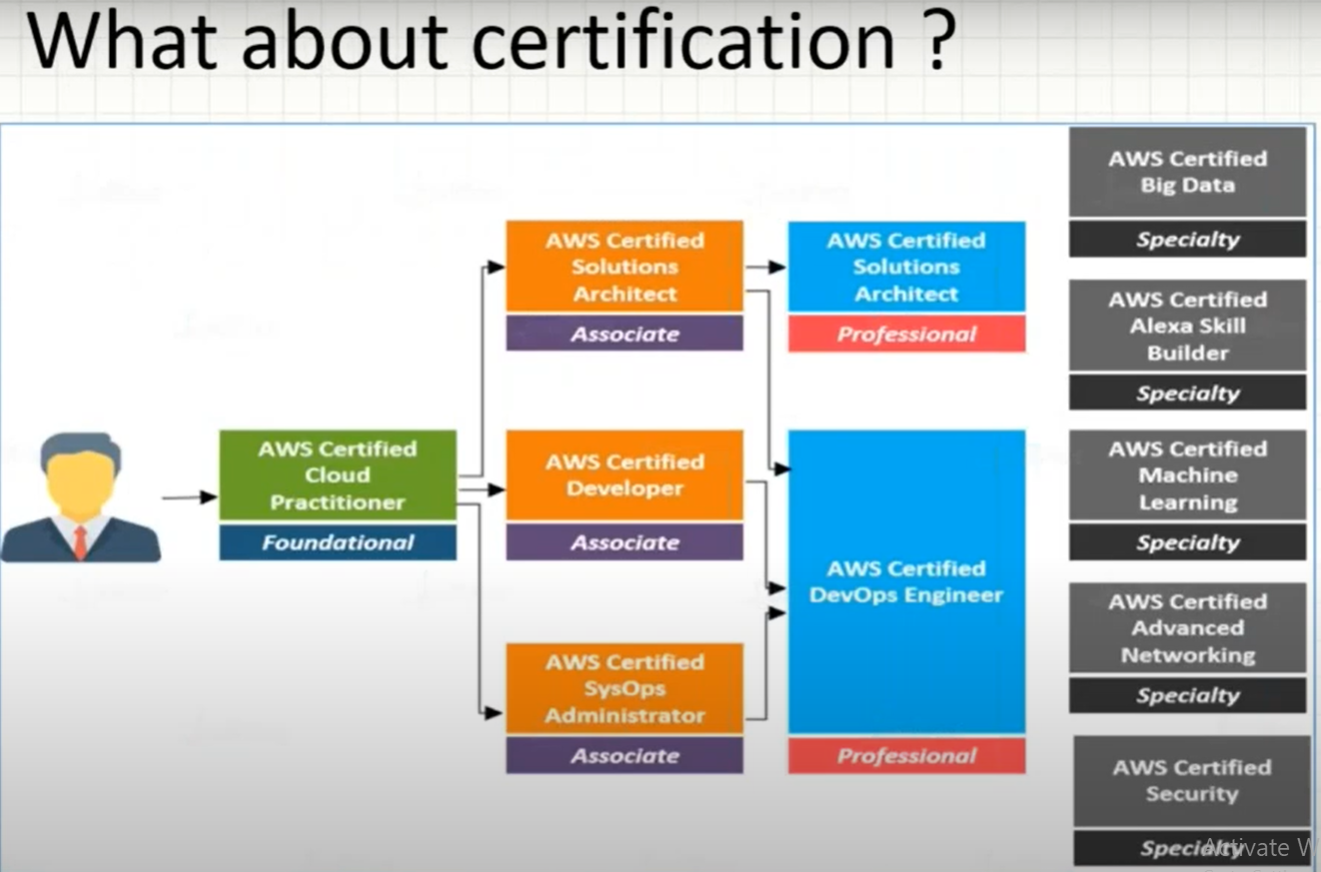 What about certification ?
AWS Certified
Cloud
Practitioner
Foundational
AWS Certified
Solutions
Architect
Associate
AWS Certified
Developer
Associate
AWS Certified
SysOps
Administrator
Associate
AWS Certified
Solutions
Architect
Professional
AWS Certified
DevOps Engineer
Professional
AWS Certified
Big Data
Specialty
AWS Certified
Alexa Skill
Builder
Specialty
AWS Certified
Machine
Learning
Specialty
AWS Certified
Advanced
Networking
Specialty
AWS Certified
Security
Specialty
Activate W